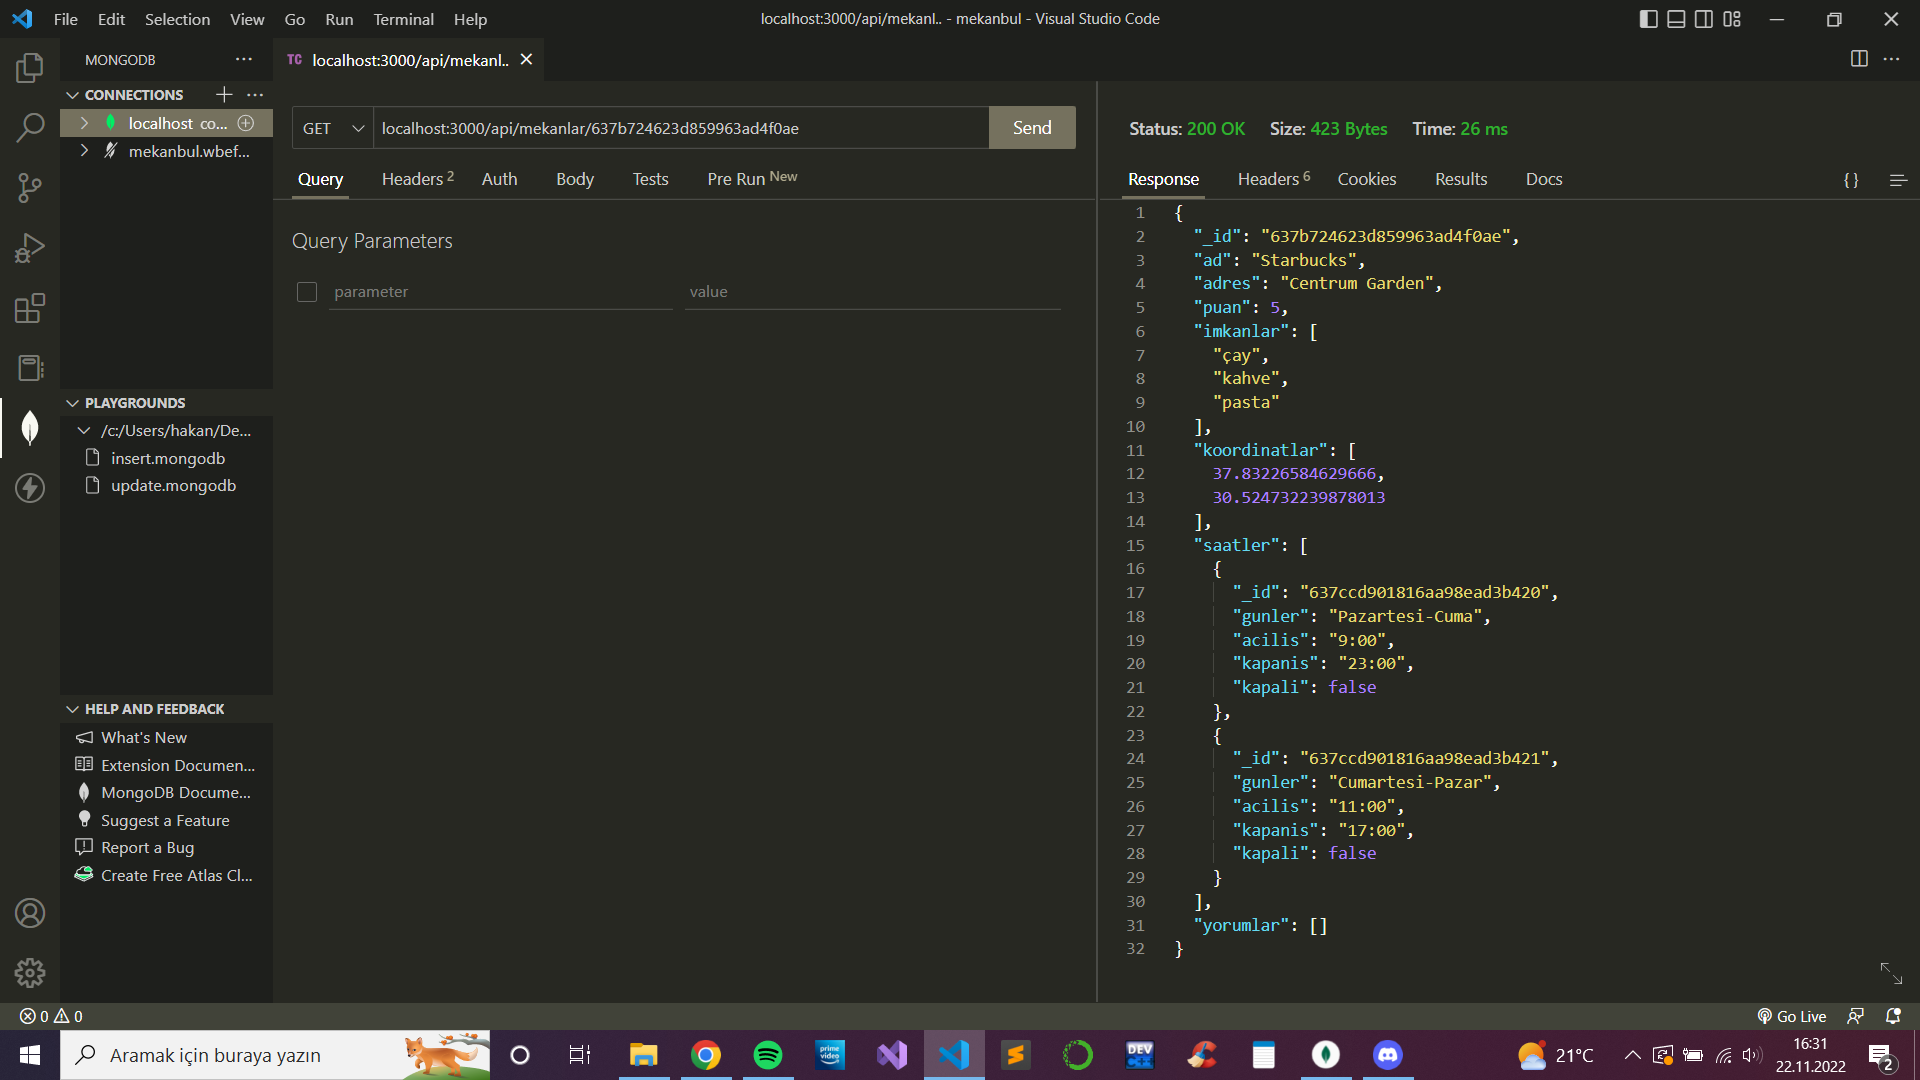 File Edit Selection View Go Run Terminal Help
localhost:3000/api/mekanl.. - mekanbul - Visual Studio Code
MONGODB
TC localhost:3000/api/mekanl..
CONNECTIONS
localhost co...
mekanbul.wbef...
PLAYGROUNDS
/c:/Users/hakan/De...
insert.mongodb
update.mongodb
HELP AND FEEDBACK
What's New
Extension Documen...
MongoDB Docume...
Suggest a Feature
Report a Bug
Create Free Atlas Cl...
GET localhost:3000/api/mekanlar/637b724623d859963ad4f0ae Send
Query Headers 2 Auth Body Tests Pre Run New
Query Parameters
parameter value
Status: 200 OK Size: 423 Bytes Time: 26 ms
Response Headers 6 Cookies Results Docs { }
1 {
2 "_id": "637b724623d859963ad4f0ae",
3 "ad": "Starbucks",
4 "adres": "Centrum Garden",
5 "puan": 5,
6 "imkanlar": [
7 "çay",
8 "kahve",
9 "pasta"
10 ],
11 "koordinatlar": [
12 37.83226584629666,
13 30.524732239878013
14 ],
15 "saatler": [
16 {
17 "_id": "637ccd901816aa98ead3b420",
18 "gunler": "Pazartesi-Cuma",
19 "acilis": "9:00",
20 "kapanis": "23:00",
21 "kapali": false
22 },
23 {
24 "_id": "637ccd901816aa98ead3b421",
25 "gunler": "Cumartesi-Pazar",
26 "acilis": "11:00",
27 "kapanis": "17:00",
28 "kapali": false
29 }
30 ],
31 "yorumlar": []
32 }
0 0
Go Live
Aramak için buraya yazın
prime video
DEV
21°C
16:31
22.11.2022
2